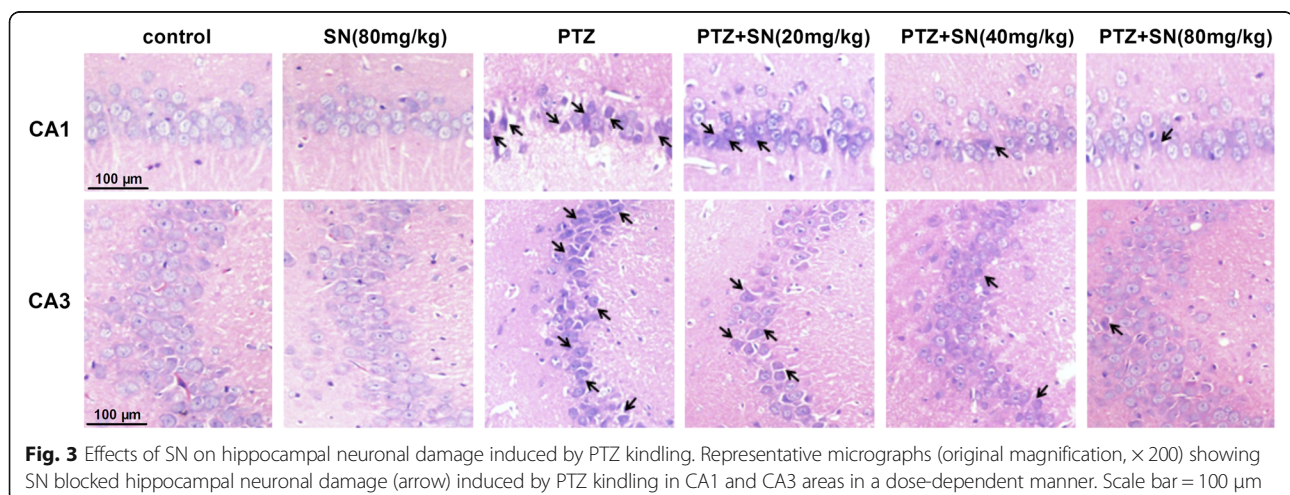 control SN(80mg/kg) PTZ PTZ+SN(20mg/kg) PTZ+SN(40mg/kg) PTZ+SN(80mg/kg)
CA1
100 µm
CA3
100 µm
Fig. 3 Effects of SN on hippocampal neuronal damage induced by PTZ kindling. Representative micrographs (original magnification, × 200) showing
SN blocked hippocampal neuronal damage (arrow) induced by PTZ kindling in CA1 and CA3 areas in a dose-dependent manner. Scale bar = 100 µm